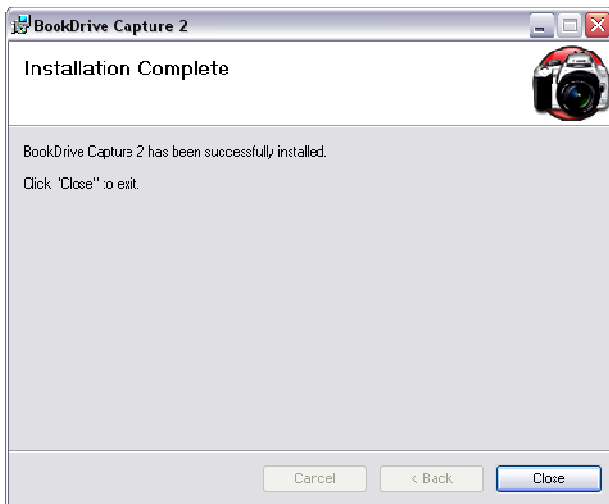 BookDrive Capture 2
Installation Complete
BookDrive Capture 2 has been successfully installed.
Click "Close" to exit.
Cancel
< Back
Close